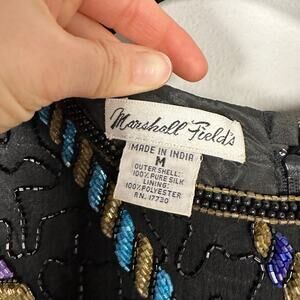 Marshall Field's
MADE IN INDIA
M
OUTER SHELL:
100% PURE SILK
LINING:
100% POLYESTER
RN. 17730